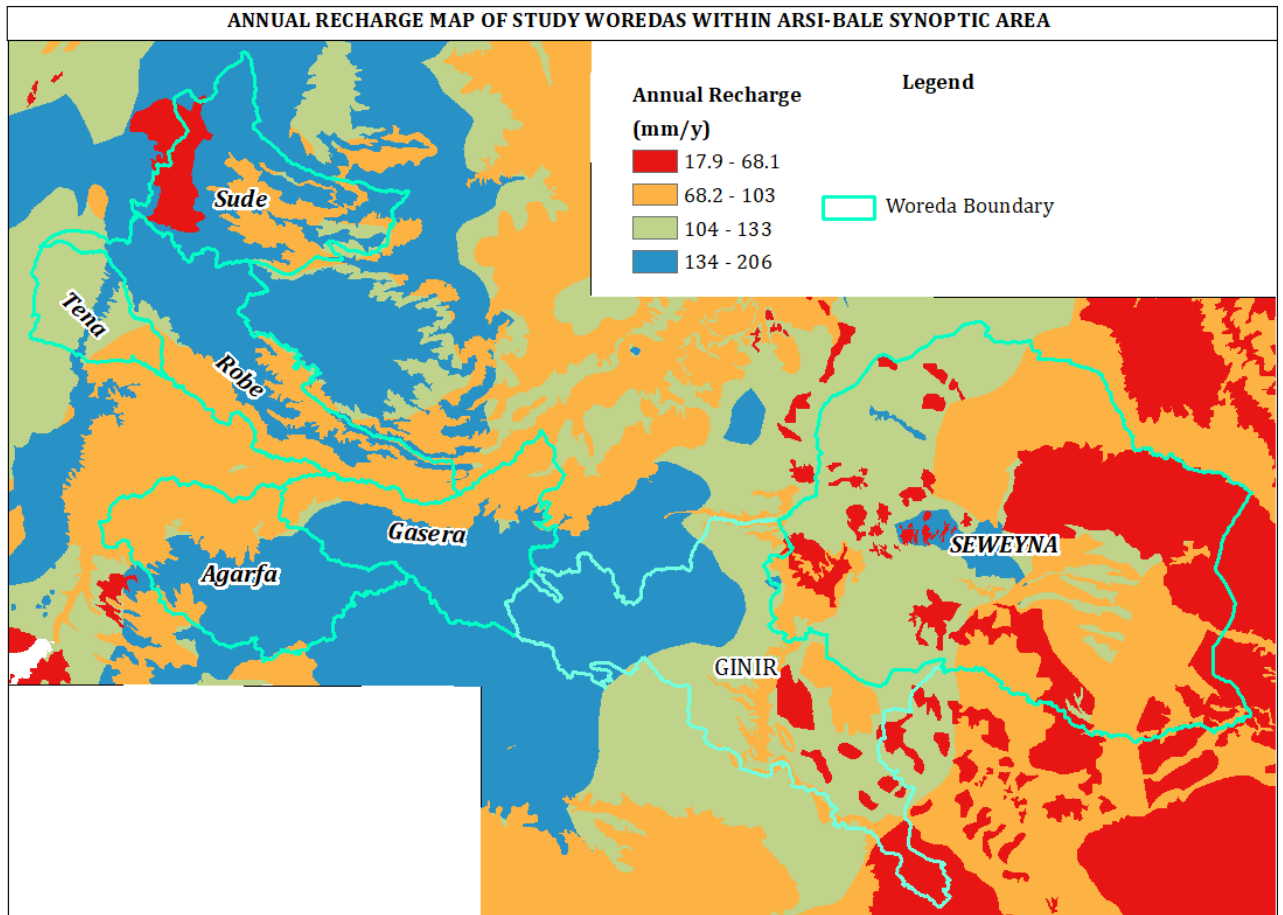 ANNUAL RECHARGE MAP OF STUDY WOREDAS WITHIN ARSI-BALE SYNOPTIC AREA
Legend
Annual Recharge
(mm/y)
17.9 - 68.1
68.2 - 103
104 - 133
134 - 206
Woreda Boundary
Sude
Tena
Robe
Gasera
SEWEYNA
Agarfa
GINIR